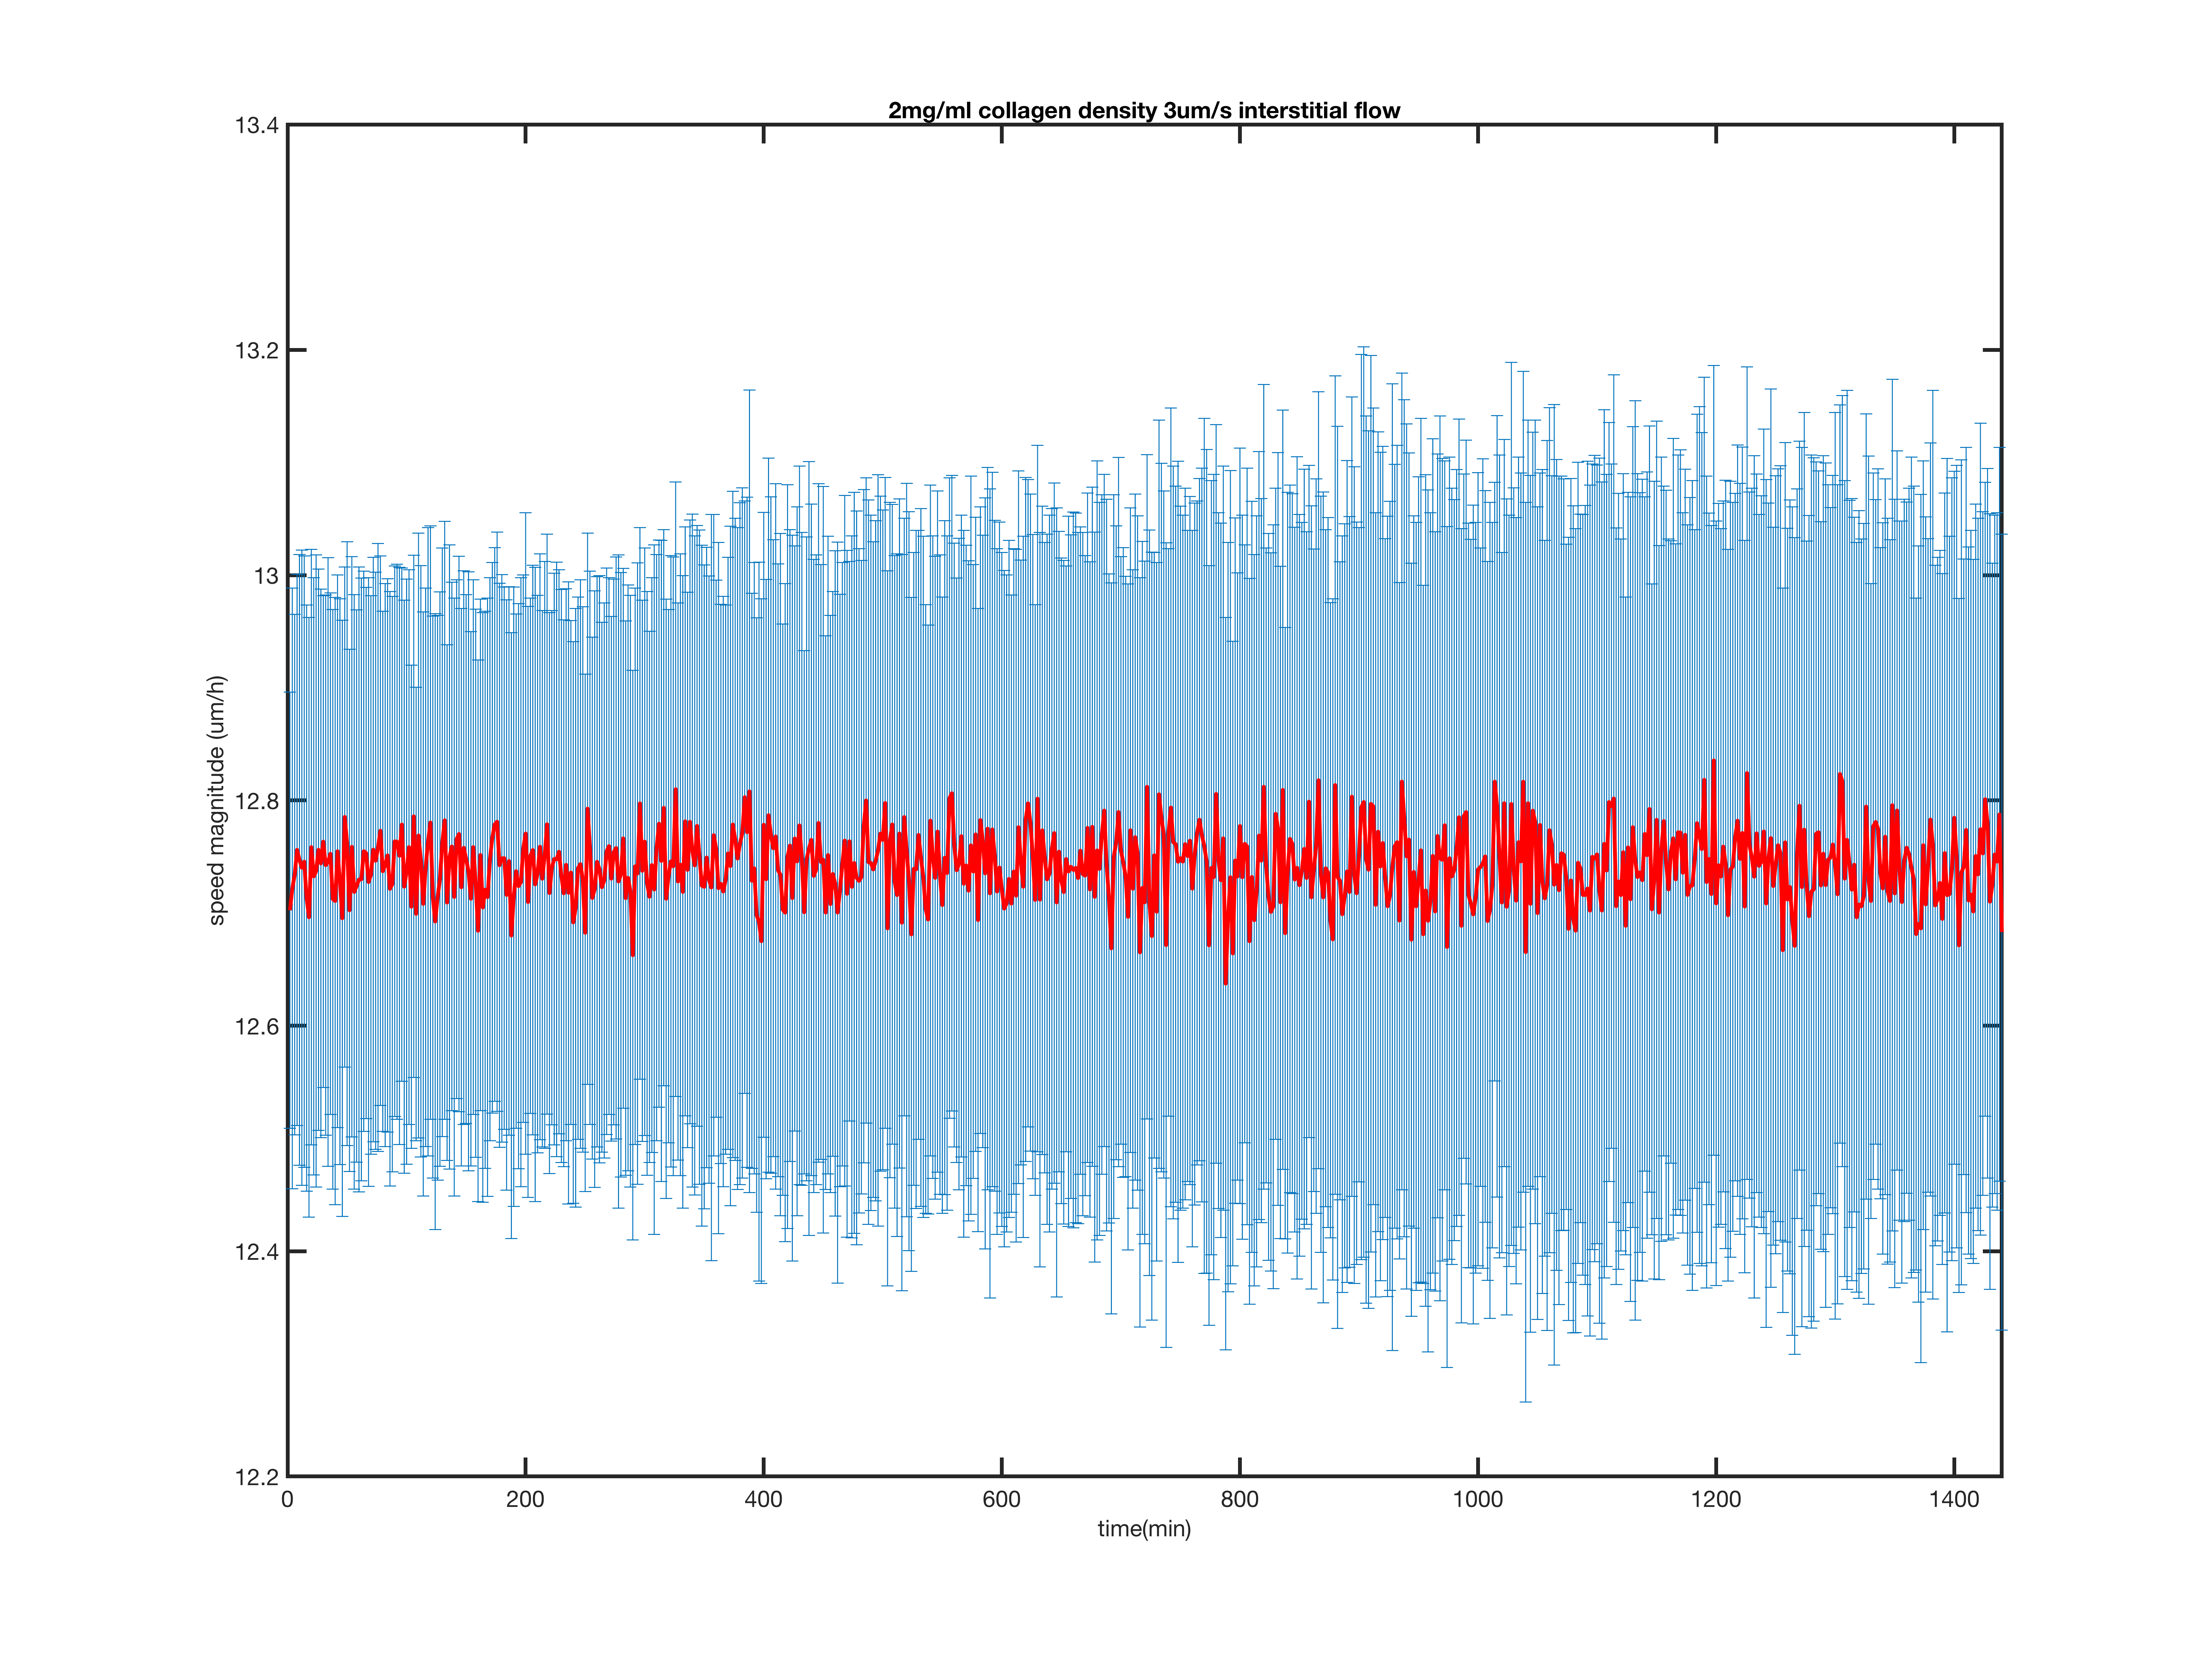 2mg/ml collagen density 3um/s interstitial flow
13.4
13.2
13
12.8
12.6
12.4
12.2
speed magnitude (um/h)
0 200 400 600 800 1000 1200 1400
time(min)